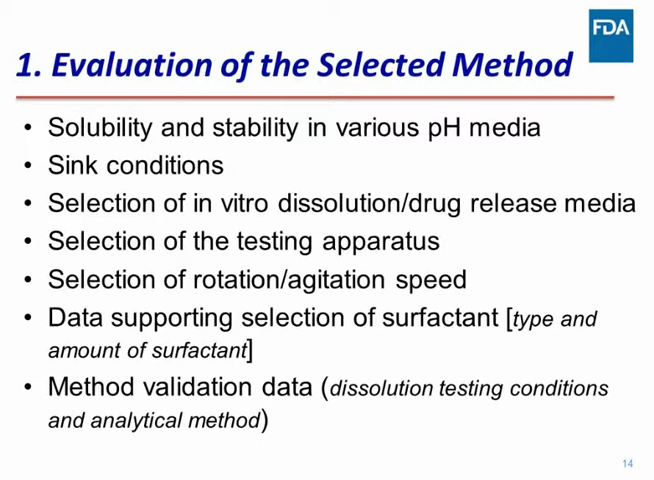 FDA
1. Evaluation of the Selected Method
• Solubility and stability in various pH media
• Sink conditions
• Selection of in vitro dissolution/drug release media
• Selection of the testing apparatus
• Selection of rotation/agitation speed
• Data supporting selection of surfactant [type and
amount of surfactant]
• Method validation data (dissolution testing conditions
and analytical method)
14